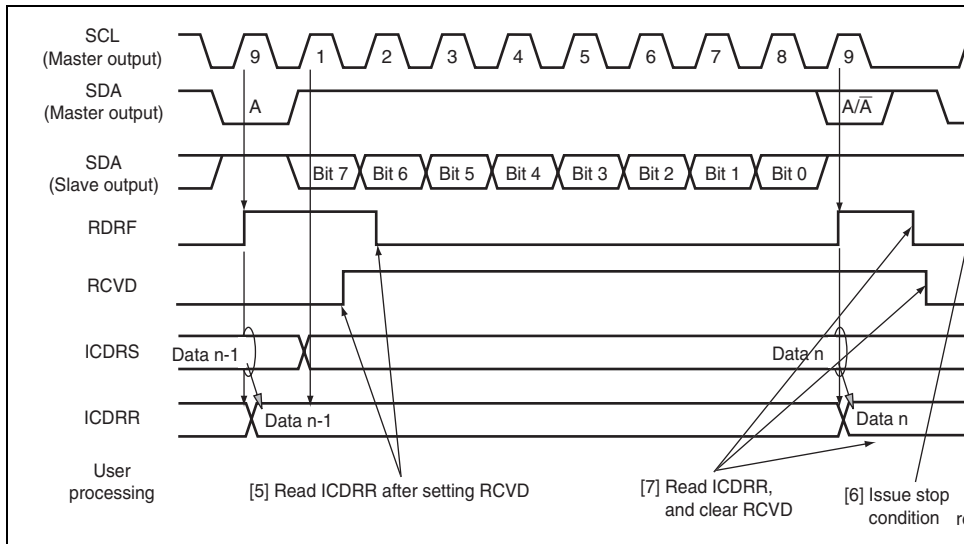 SCL
(Master output)
9 1 2 3 4 5 6 7 8 9
SDA
(Master output)
A A/A̅
SDA
(Slave output)
Bit 7 Bit 6 Bit 5 Bit 4 Bit 3 Bit 2 Bit 1 Bit 0
RDRF
RCVD
ICDRS
Data n-1 Data n
ICDRR
Data n-1 Data n
User
processing
[5] Read ICDRR after setting RCVD
[7] Read ICDRR,
and clear RCVD
[6] Issue stop
condition